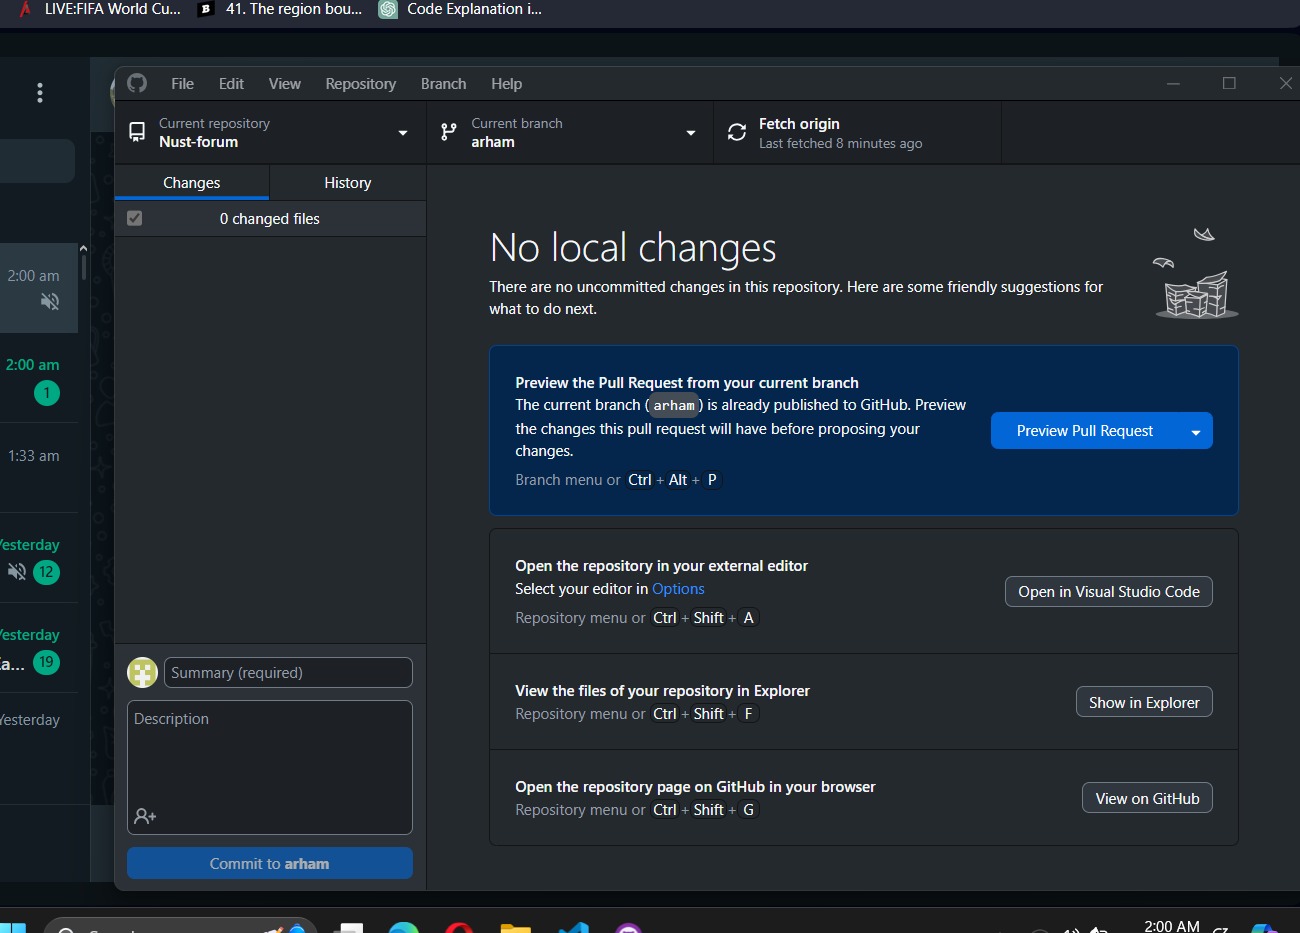 LIVE:FIFA World Cu...
B
41. The region bou...
Code Explanation i...
File Edit View Repository Branch Help
Current repository
Nust-forum
Current branch
arham
Fetch origin
Last fetched 8 minutes ago
Changes
History
0 changed files
2:00 am
2:00 am
1
1:33 am
Yesterday
12
Yesterday
19
Yesterday
No local changes
There are no uncommitted changes in this repository. Here are some friendly suggestions for
what to do next.
Preview the Pull Request from your current branch
The current branch ( arham ) is already published to GitHub. Preview
the changes this pull request will have before proposing your
changes.
Branch menu or Ctrl + Alt + P
Preview Pull Request
Open the repository in your external editor
Select your editor in Options
Repository menu or Ctrl + Shift + A
Open in Visual Studio Code
View the files of your repository in Explorer
Repository menu or Ctrl + Shift + F
Show in Explorer
Open the repository page on GitHub in your browser
Repository menu or Ctrl + Shift + G
View on GitHub
Summary (required)
Description
Commit to arham
2:00 AM